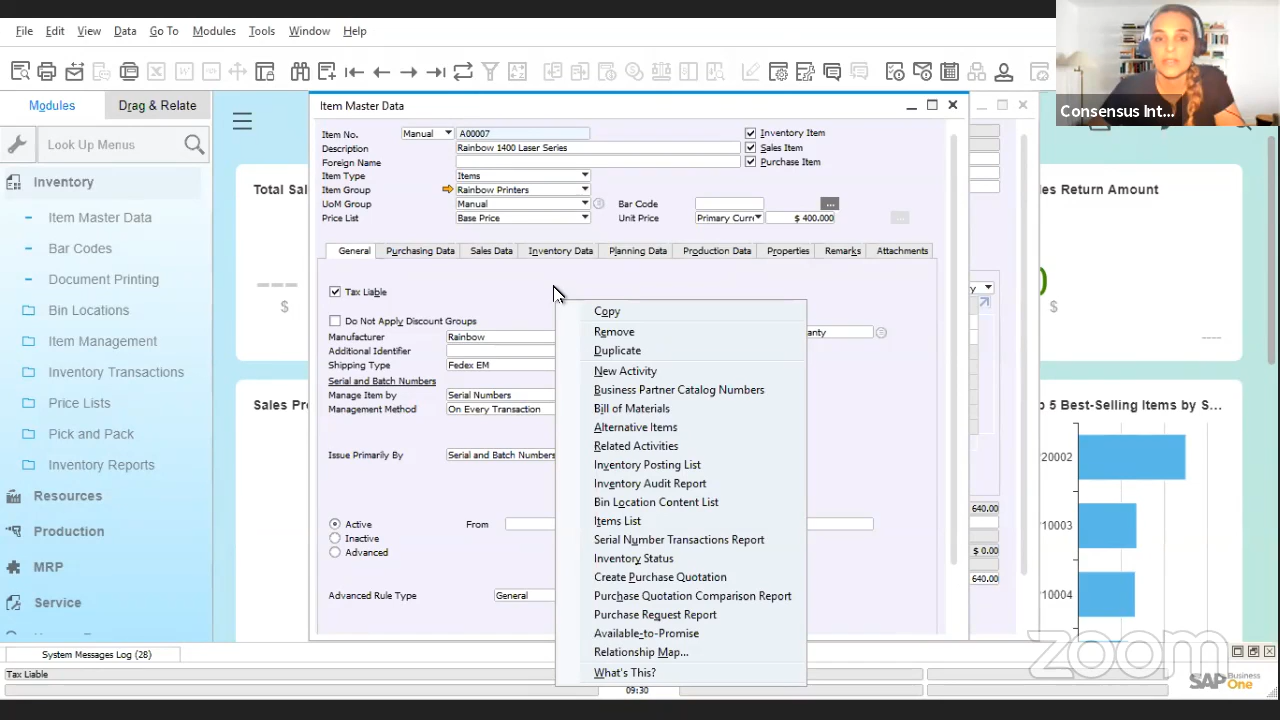 File Edit View Data Go To Modules Tools Window Help
Consensus Int...
Modules Drag & Relate
Look Up Menus
Inventory
Item Master Data
Bar Codes
Document Printing
Bin Locations
Item Management
Inventory Transactions
Price Lists
Pick and Pack
Inventory Reports
Resources
Production
MRP
Service
Total Sal
$
Sales Pr
Item Master Data
Item No. Manual A00007
Description Rainbow 1400 Laser Series
Foreign Name
Item Type Items
Item Group Rainbow Printers
UoM Group Manual
Price List Base Price
Inventory Item
Sales Item
Purchase Item
Bar Code ...
Unit Price Primary Curr $ 400.000 ...
General Purchasing Data Sales Data Inventory Data Planning Data Production Data Properties Remarks Attachments
Tax Liable
Do Not Apply Discount Groups
Manufacturer Rainbow
Additional Identifier
Shipping Type Fedex EM
Serial and Batch Numbers
Manage Item by Serial Numbers
Management Method On Every Transaction
Issue Primarily By Serial and Batch Numbers
Active From
Inactive
Advanced
Advanced Rule Type General
anty
Copy
Remove
Duplicate
New Activity
Business Partner Catalog Numbers
Bill of Materials
Alternative Items
Related Activities
Inventory Posting List
Inventory Audit Report
Bin Location Content List
Items List
Serial Number Transactions Report
Inventory Status
Create Purchase Quotation
Purchase Quotation Comparison Report
Purchase Request Report
Available-to-Promise
Relationship Map...
What's This?
y
640.00
$ 0.00
640.00
es Return Amount
$
5 Best-Selling Items by S...
20002
10003
10004
System Messages Log (28)
Tax Liable
09:30
zoom
SAP Business One